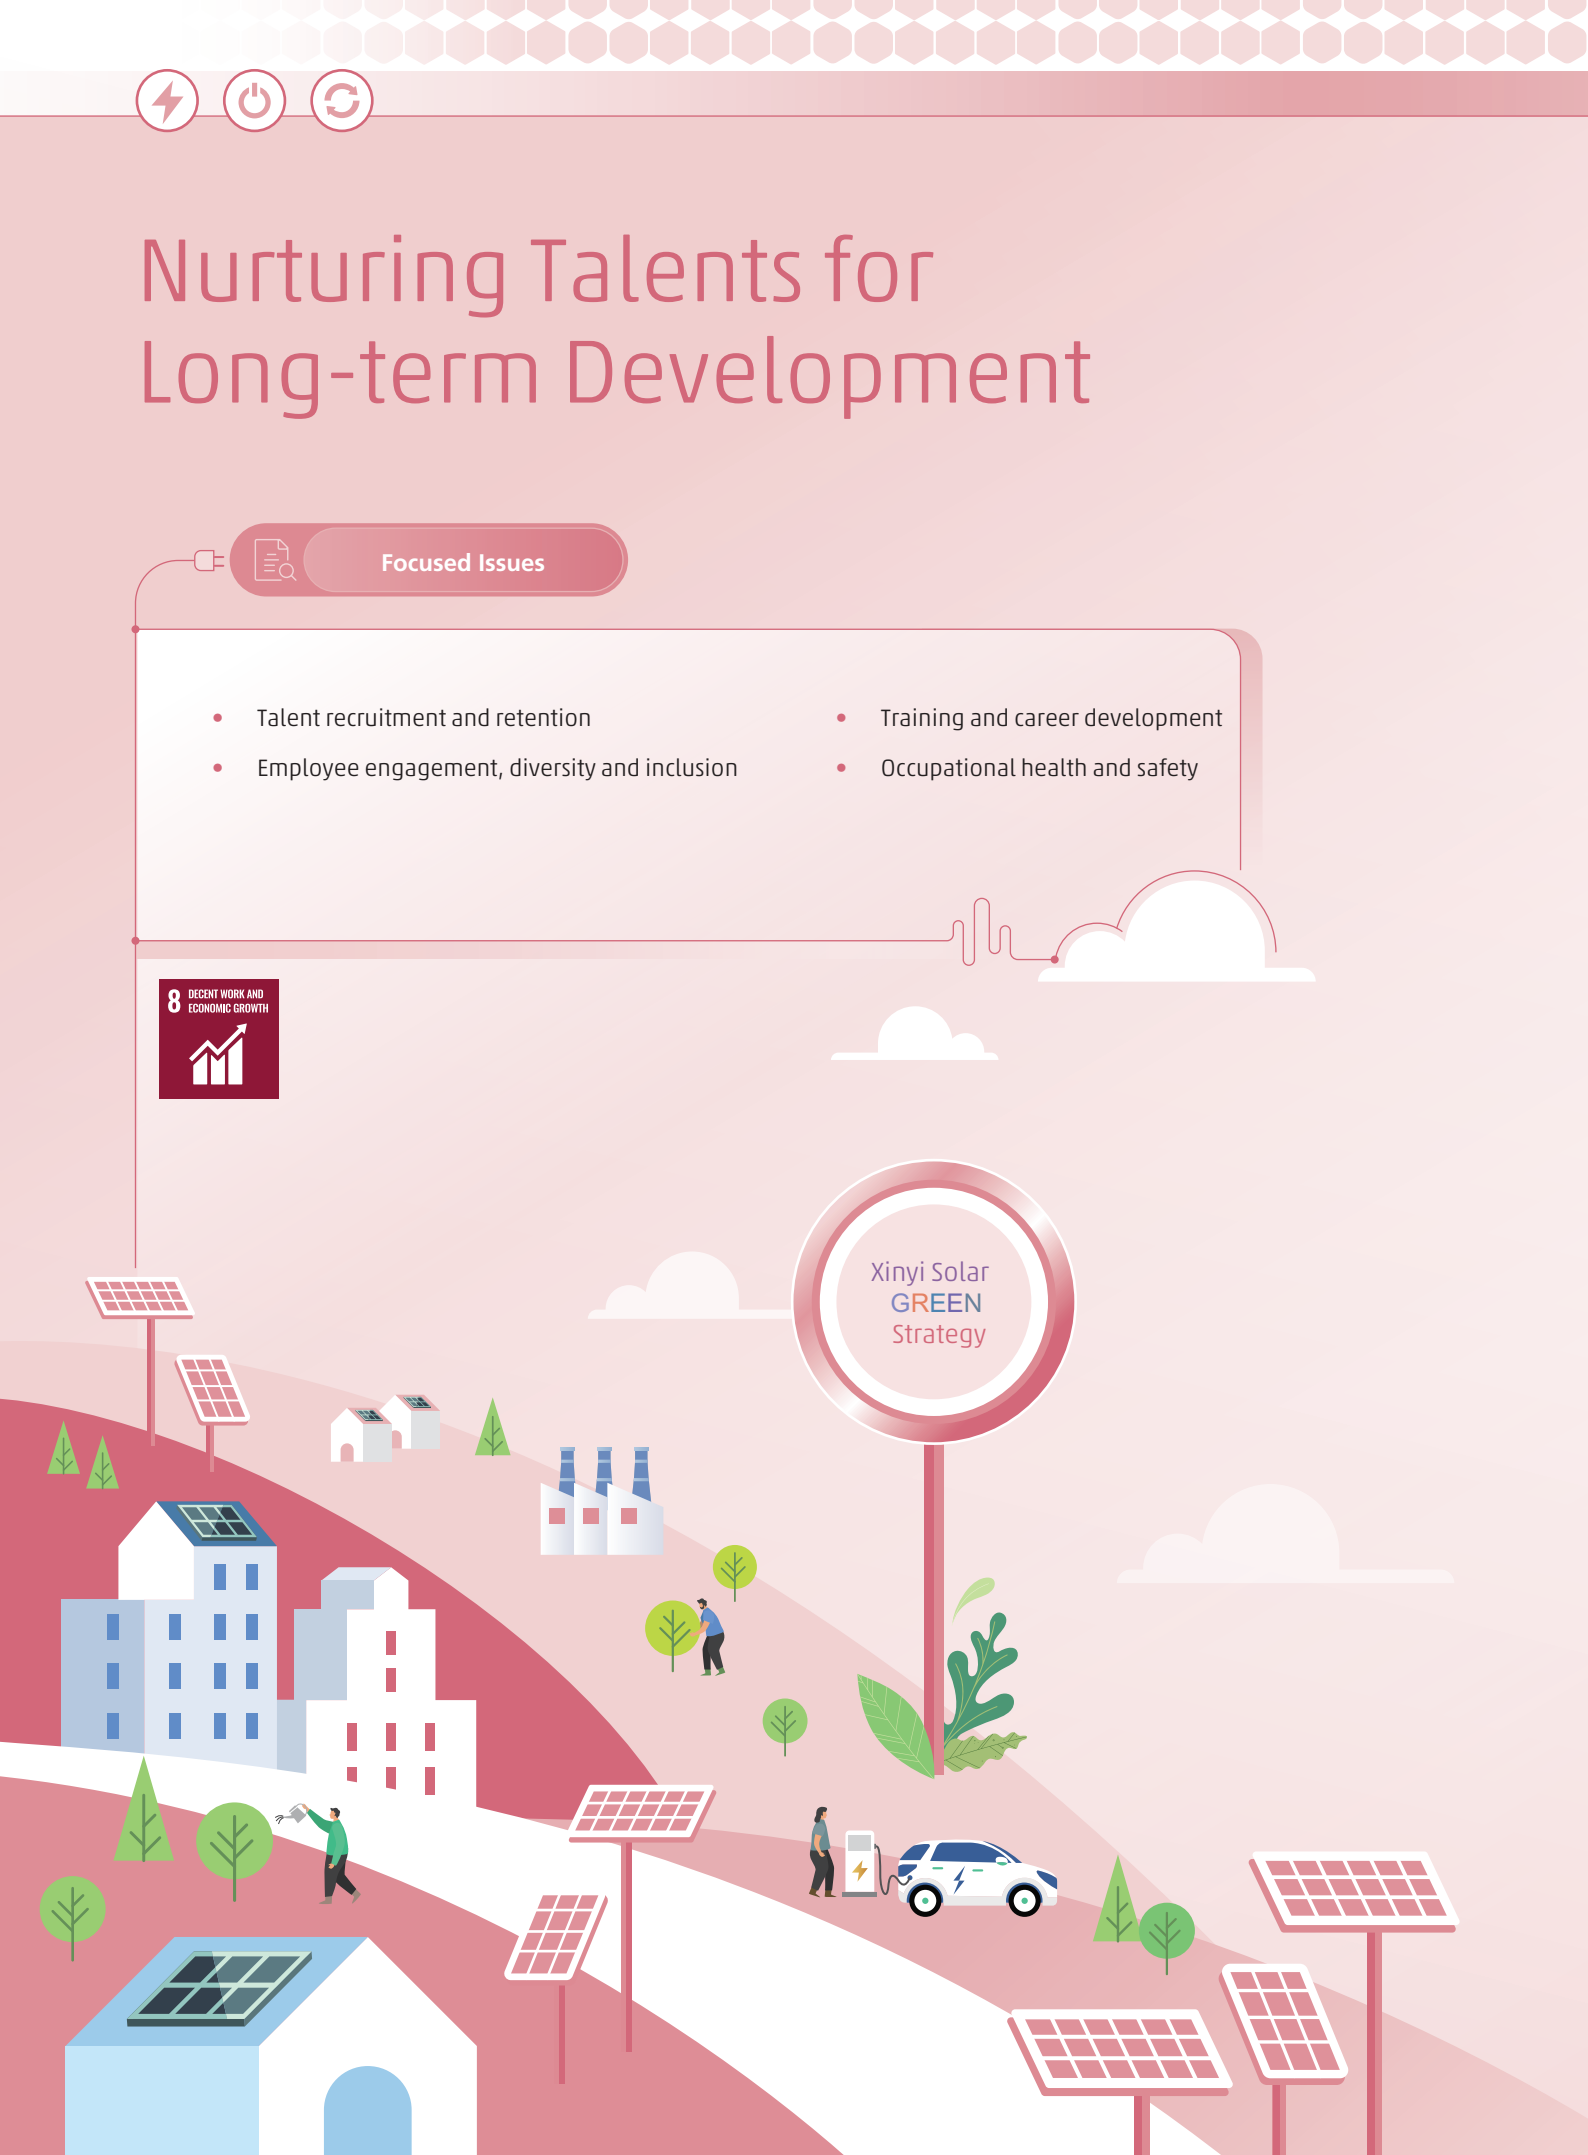 Nurturing Talents for
Long-term Development
Focused Issues
• Talent recruitment and retention
• Employee engagement, diversity and inclusion
• Training and career development
• Occupational health and safety
8 DECENT WORK AND
ECONOMIC GROWTH
Xinyi Solar
GREEN
Strategy